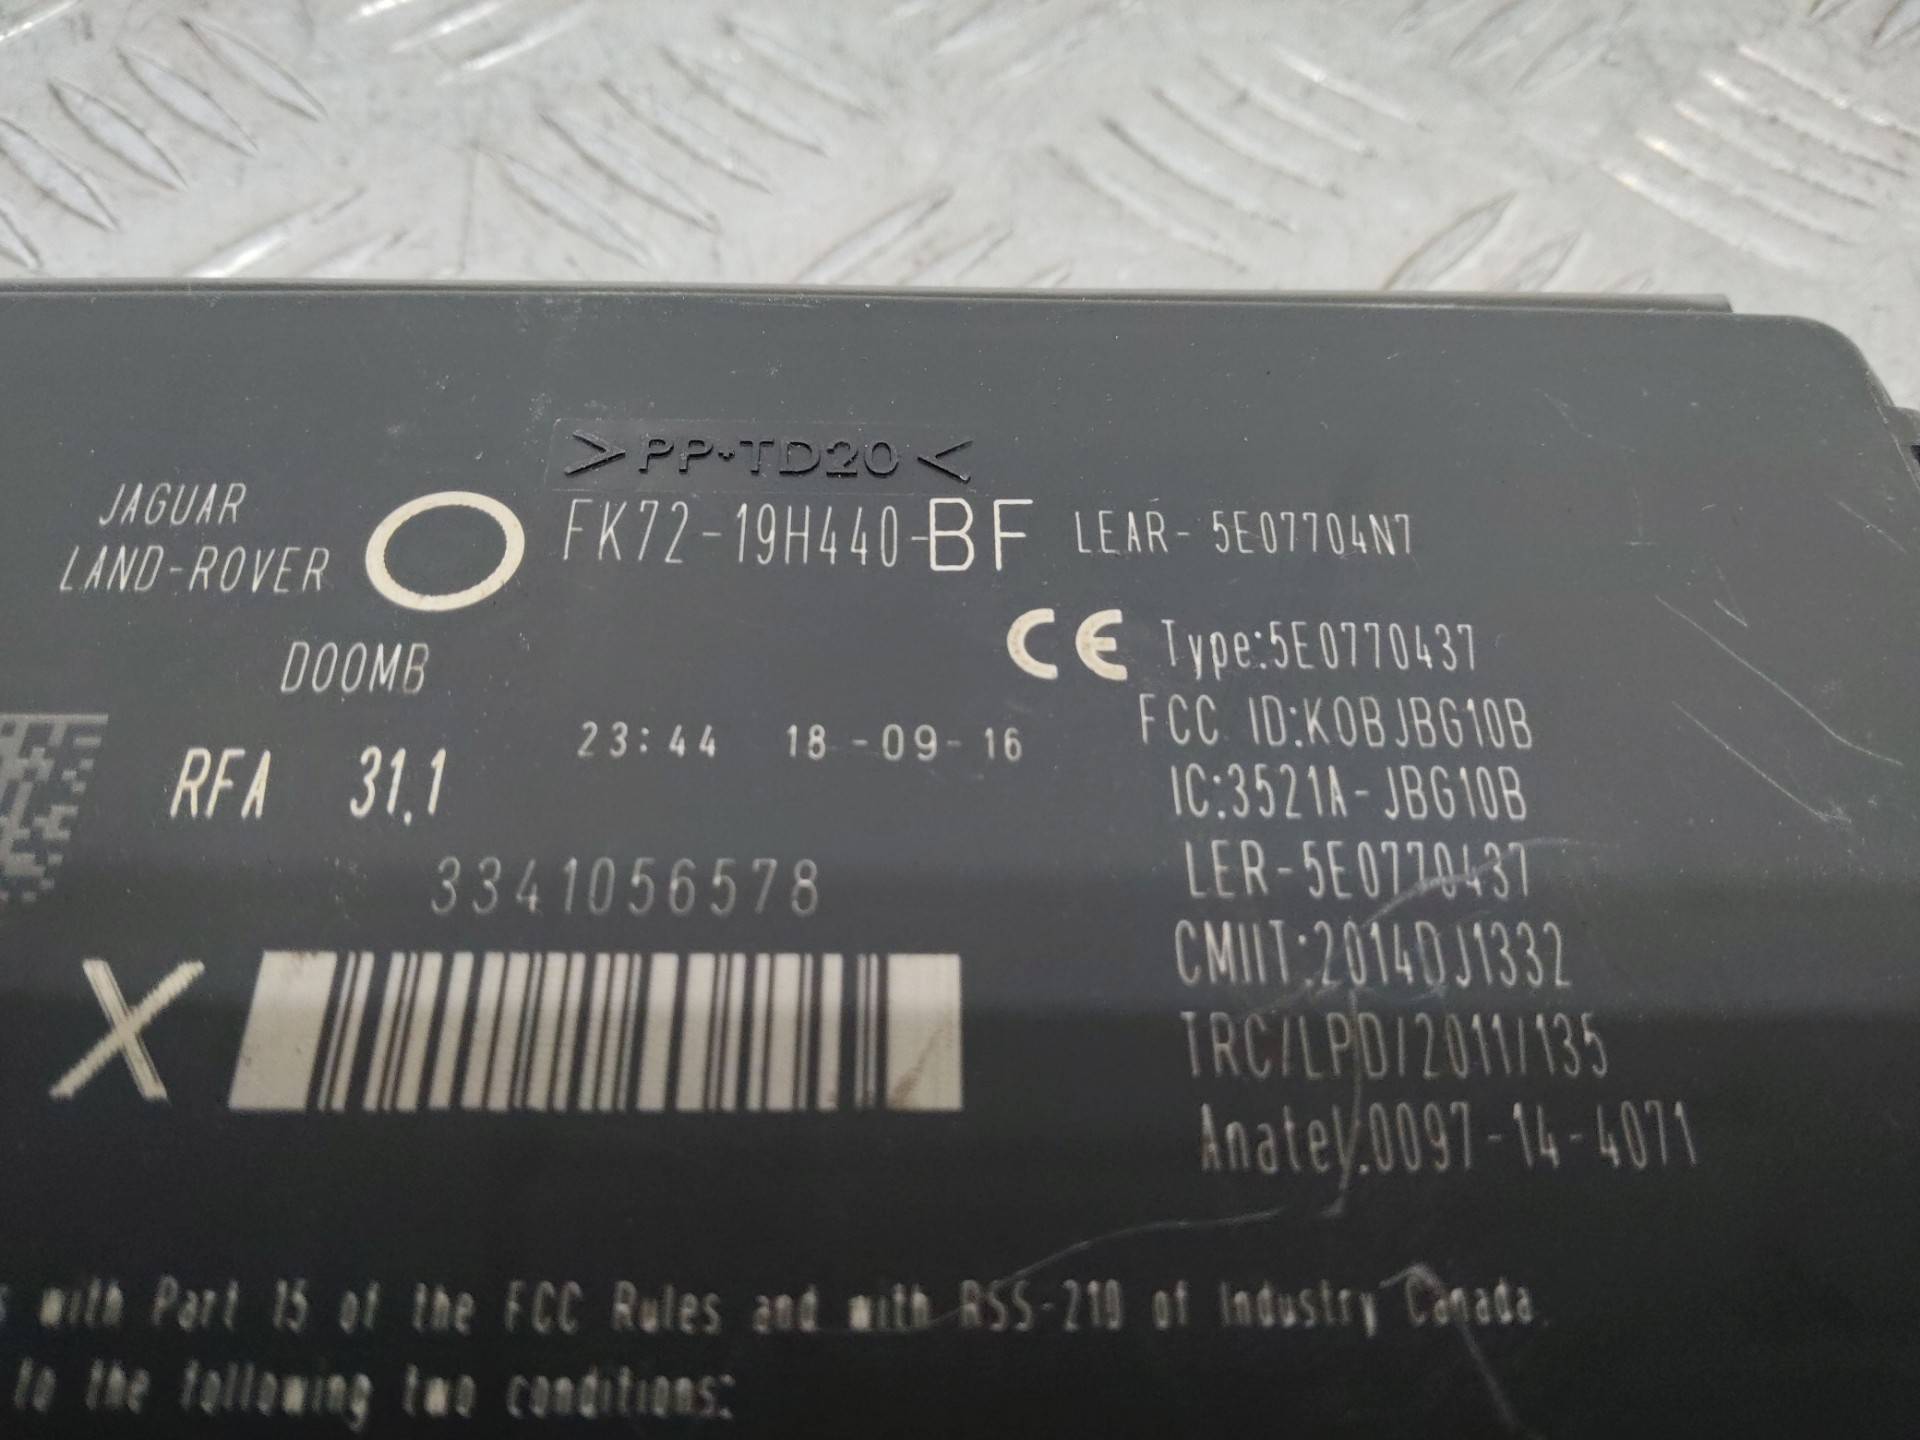 >PP-TD20<
JAGUAR
LAND-ROVER
FK72-19H440-BF LEAR-5E07704N7
D00MB
CE Type:5E0770437
FCC ID:K0BJBG10B
23:44 18-09-16
RFA 31.1
IC:3521A-JBG10B
3341056578
LER-5E0770437
CMIIT:2014DJ1332
X
TRC/LPD/2011/135
Anatel:0097-14-4071
with Part 15 of the FCC Rules and with RSS-210 of Industry Canada.
to the following two conditions: